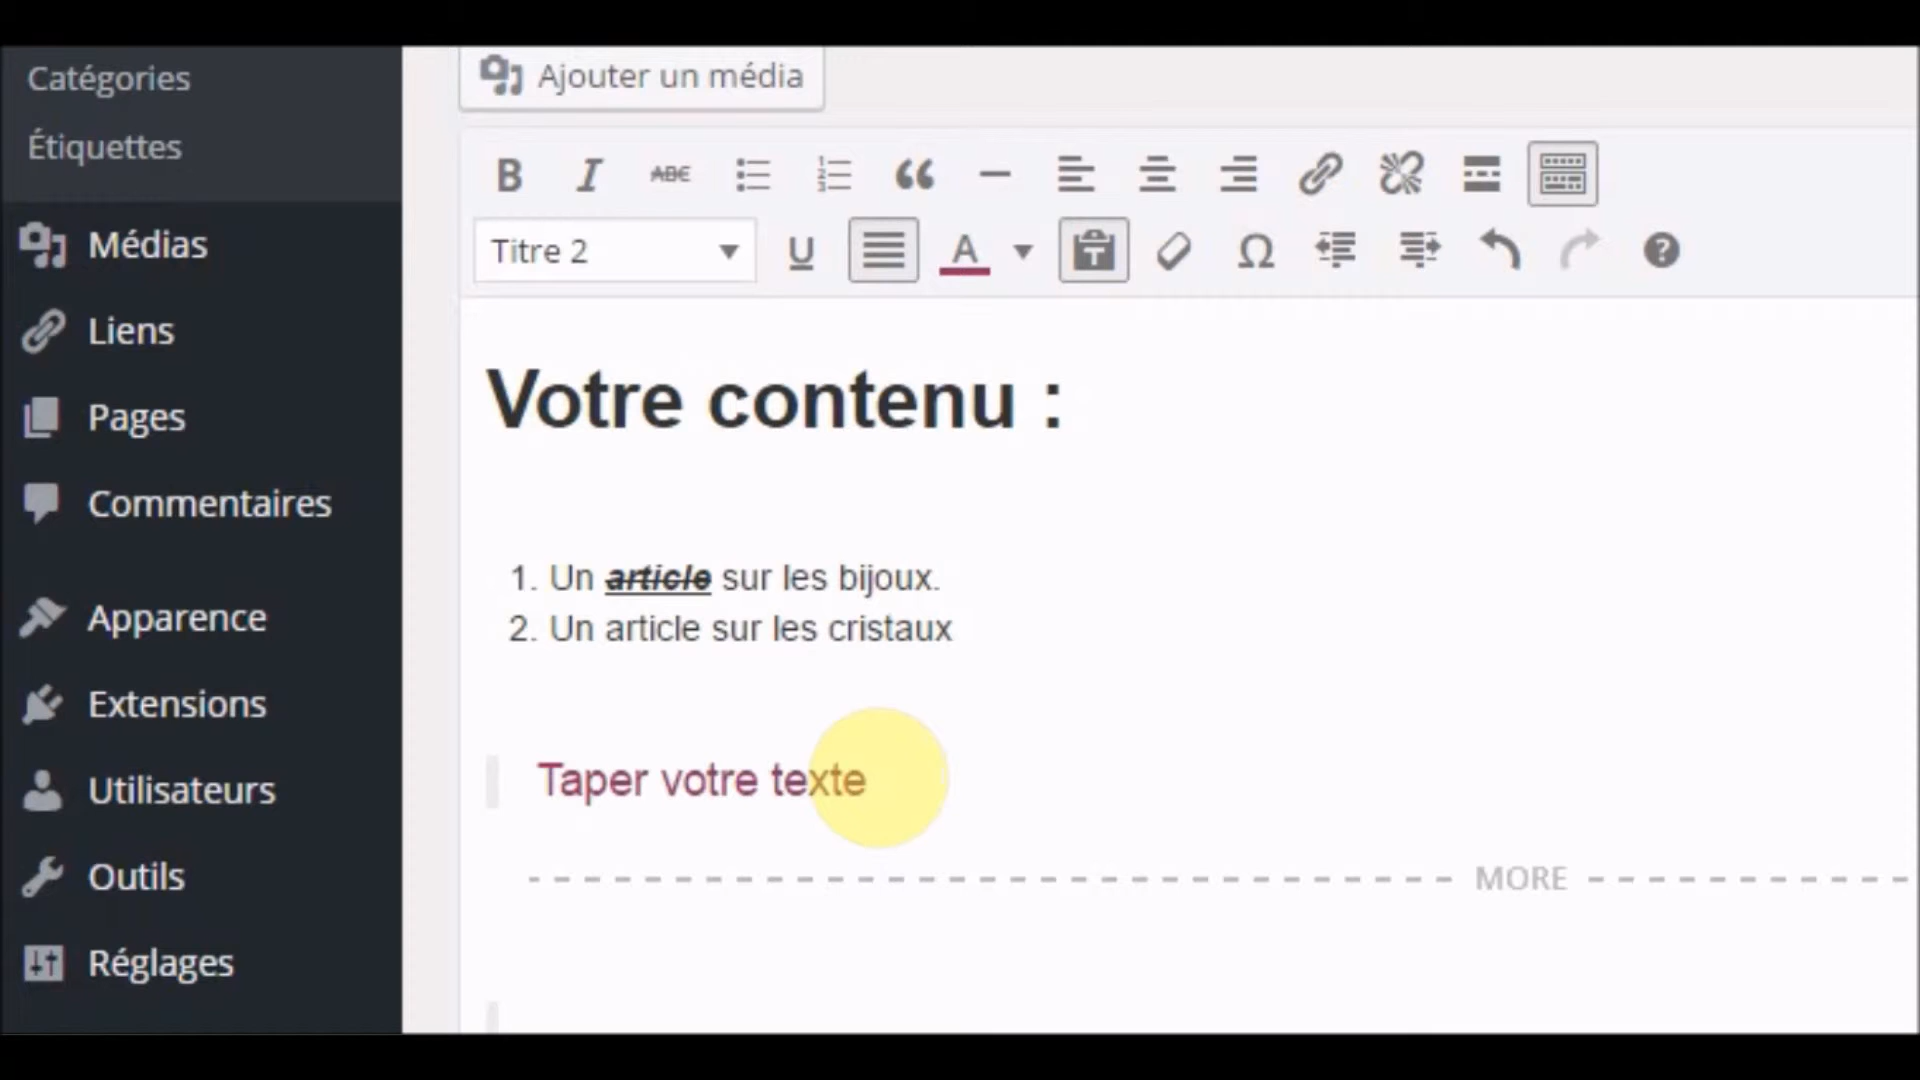 Catégories
Étiquettes
Médias
Liens
Pages
Commentaires
Apparence
Extensions
Utilisateurs
Outils
Réglages
Ajouter un média
B I ABC
Titre 2 U A Ω
Votre contenu :
1. Un article sur les bijoux.
2. Un article sur les cristaux
Taper votre texte
MORE